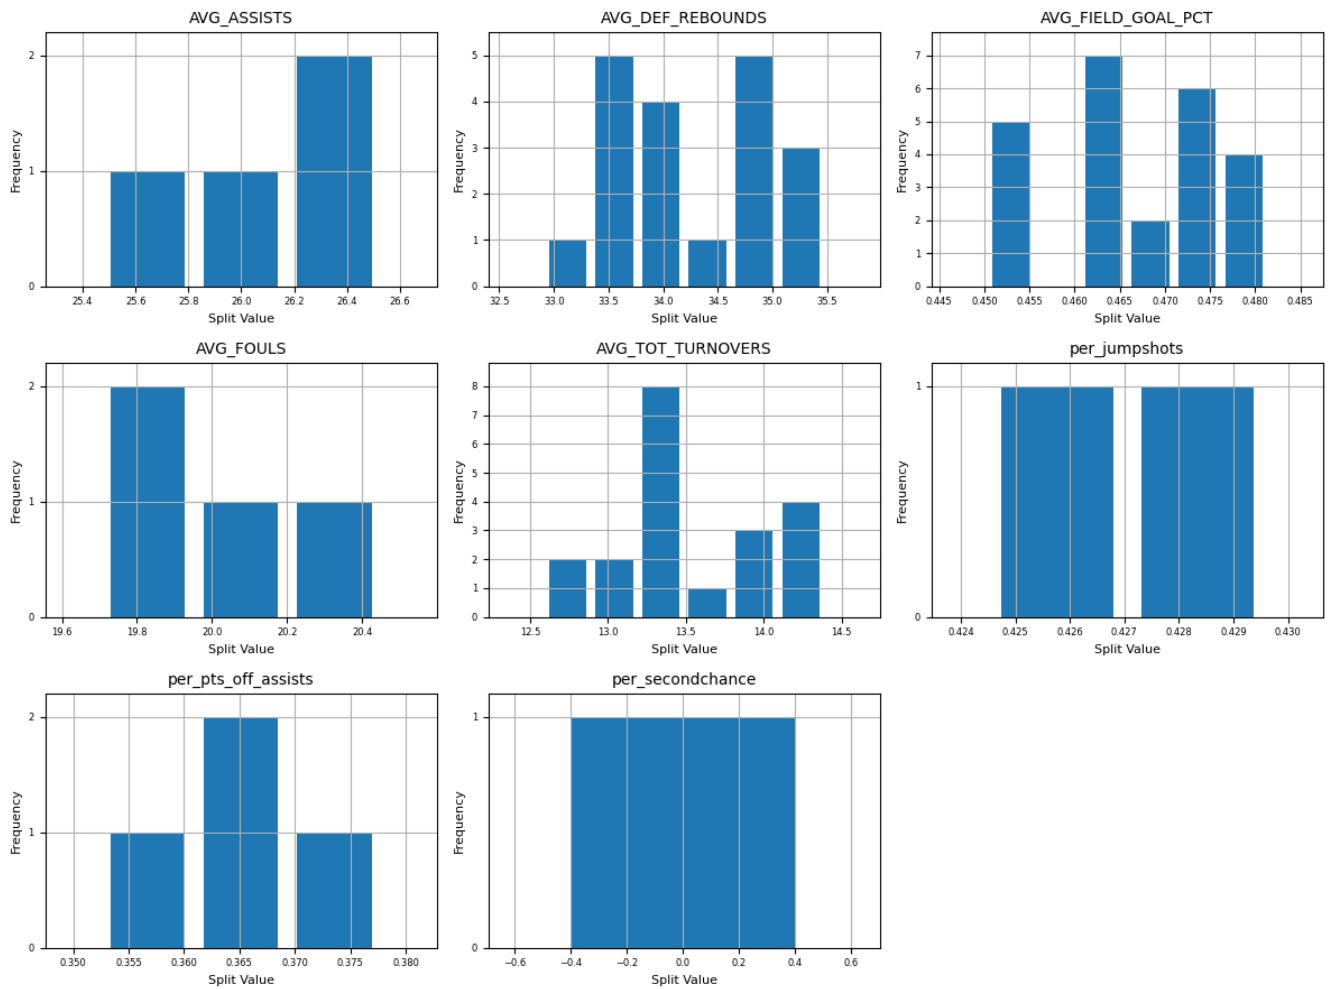 AVG_ASSISTS
Frequency
2
1
0
25.4 25.6 25.8 26.0 26.2 26.4 26.6
Split Value
AVG_DEF_REBOUNDS
Frequency
5
4
3
2
1
0
32.5 33.0 33.5 34.0 34.5 35.0 35.5
Split Value
AVG_FIELD_GOAL_PCT
Frequency
7
6
5
4
3
2
1
0
0.445 0.450 0.455 0.460 0.465 0.470 0.475 0.480 0.485
Split Value
AVG_FOULS
Frequency
2
1
0
19.6 19.8 20.0 20.2 20.4
Split Value
AVG_TOT_TURNOVERS
Frequency
8
7
6
5
4
3
2
1
0
12.5 13.0 13.5 14.0 14.5
Split Value
per_jumpshots
Frequency
1
0
0.424 0.425 0.426 0.427 0.428 0.429 0.430
Split Value
per_pts_off_assists
Frequency
2
1
0
0.350 0.355 0.360 0.365 0.370 0.375 0.380
Split Value
per_secondchance
Frequency
1
0
−0.6 −0.4 −0.2 0.0 0.2 0.4 0.6
Split Value